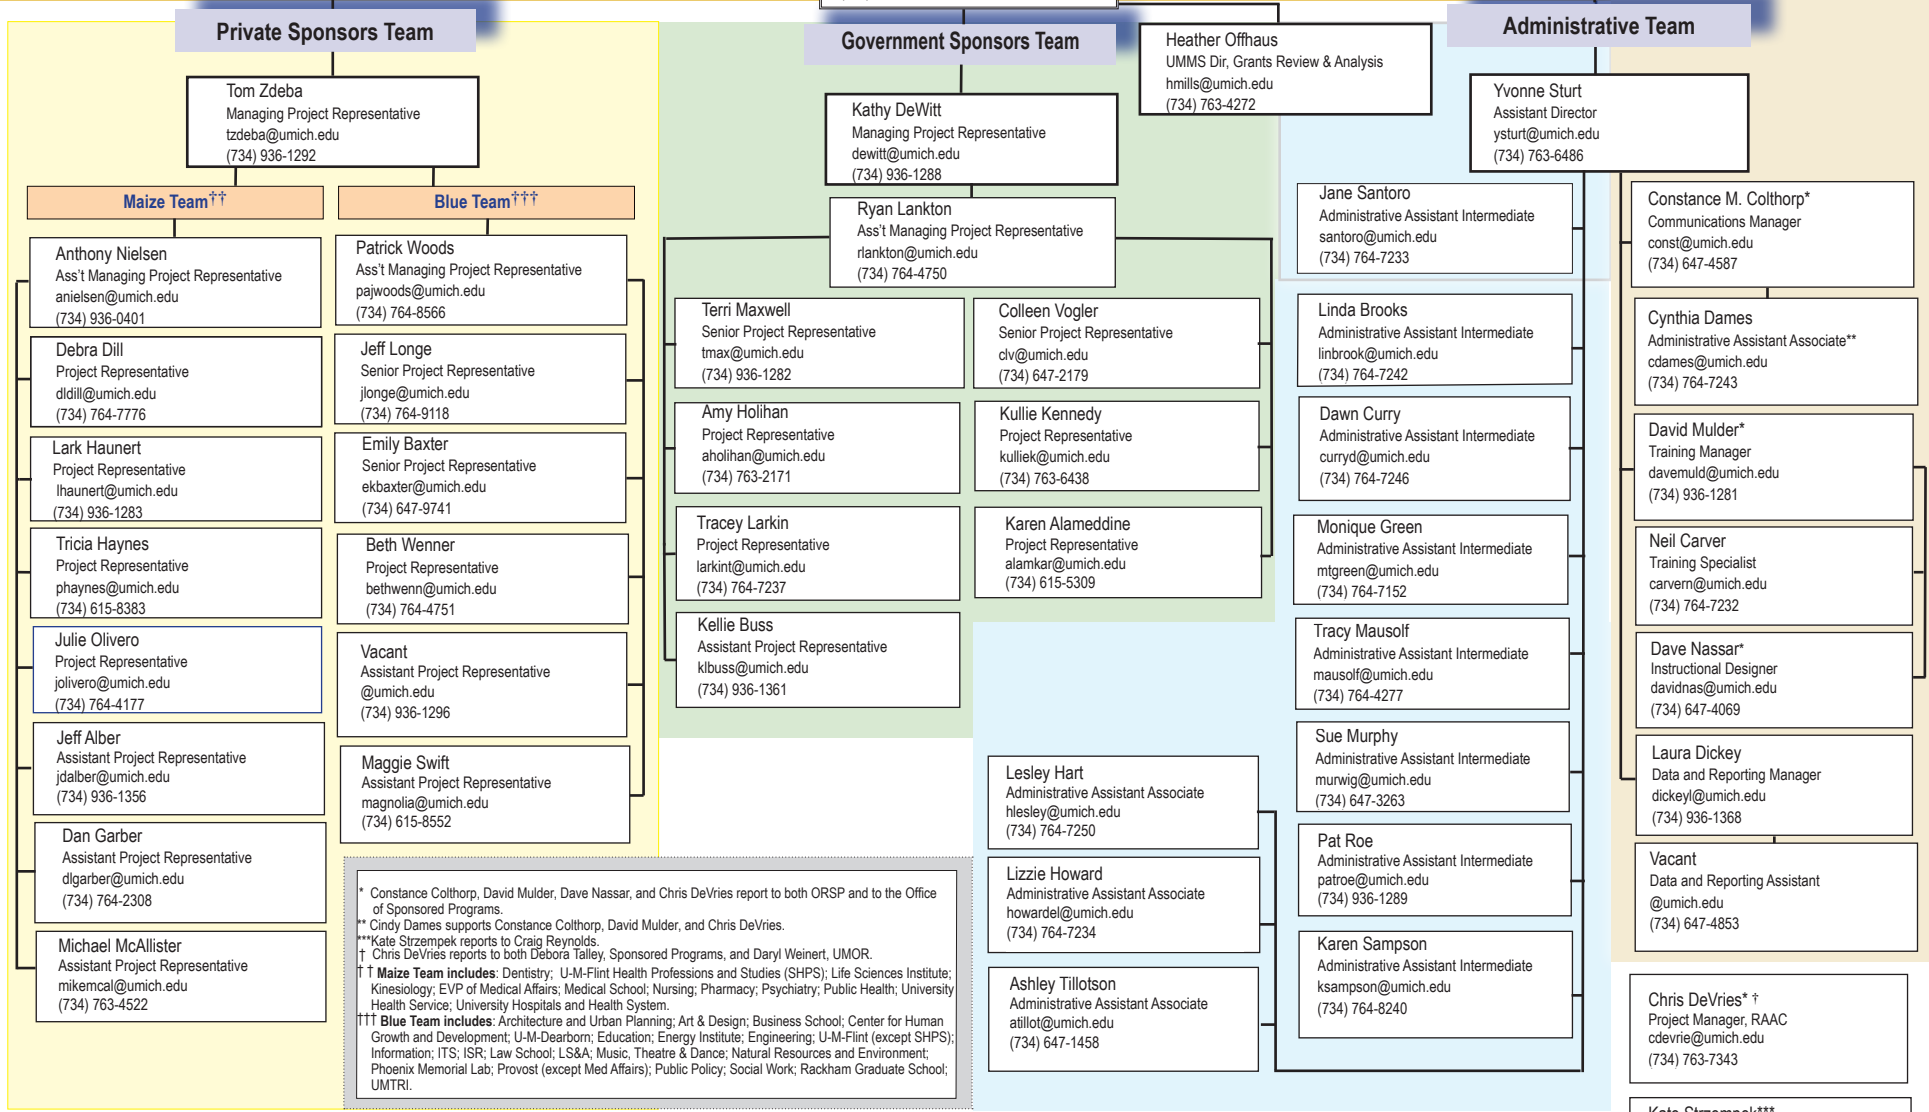 Private Sponsors Team
Tom Zdeba
Managing Project Representative
tzdeba@umich.edu
(734) 936-1292
Maize Team††
Anthony Nielsen
Ass't Managing Project Representative
anielsen@umich.edu
(734) 936-0401
Debra Dill
Project Representative
dldill@umich.edu
(734) 764-7776
Lark Haunert
Project Representative
lhaunert@umich.edu
(734) 936-1283
Tricia Haynes
Project Representative
phaynes@umich.edu
(734) 615-8383
Julie Olivero
Project Representative
jolivero@umich.edu
(734) 764-4177
Jeff Alber
Assistant Project Representative
jdalber@umich.edu
(734) 936-1356
Dan Garber
Assistant Project Representative
dlgarber@umich.edu
(734) 764-2308
Michael McAllister
Assistant Project Representative
mikemcal@umich.edu
(734) 763-4522
Blue Team†††
Patrick Woods
Ass't Managing Project Representative
pajwoods@umich.edu
(734) 764-8566
Jeff Longe
Senior Project Representative
jlonge@umich.edu
(734) 764-9118
Emily Baxter
Senior Project Representative
ekbaxter@umich.edu
(734) 647-9741
Beth Wenner
Project Representative
bethwenn@umich.edu
(734) 764-4751
Vacant
Assistant Project Representative
@umich.edu
(734) 936-1296
Maggie Swift
Assistant Project Representative
magnolia@umich.edu
(734) 615-8552
* Constance Colthorp, David Mulder, Dave Nassar, and Chris DeVries report to both ORSP and to the Office
of Sponsored Programs.
** Cindy Dames supports Constance Colthorp, David Mulder, and Chris DeVries.
***Kate Strzempek reports to Craig Reynolds.
† Chris DeVries reports to both Debora Talley, Sponsored Programs, and Daryl Weinert, UMOR.
† † Maize Team includes: Dentistry; U-M-Flint Health Professions and Studies (SHPS); Life Sciences Institute;
Kinesiology; EVP of Medical Affairs; Medical School; Nursing; Pharmacy; Psychiatry; Public Health; University
Health Service; University Hospitals and Health System.
††† Blue Team includes: Architecture and Urban Planning; Art & Design; Business School; Center for Human
Growth and Development; U-M-Dearborn; Education; Energy Institute; Engineering; U-M-Flint (except SHPS);
Information; ITS; ISR; Law School; LS&A; Music, Theatre & Dance; Natural Resources and Environment;
Phoenix Memorial Lab; Provost (except Med Affairs); Public Policy; Social Work; Rackham Graduate School;
UMTRI.
Government Sponsors Team
Kathy DeWitt
Managing Project Representative
dewitt@umich.edu
(734) 936-1288
Ryan Lankton
Ass't Managing Project Representative
rlankton@umich.edu
(734) 764-4750
Terri Maxwell
Senior Project Representative
tmax@umich.edu
(734) 936-1282
Amy Holihan
Project Representative
aholihan@umich.edu
(734) 763-2171
Tracey Larkin
Project Representative
larkint@umich.edu
(734) 764-7237
Kellie Buss
Assistant Project Representative
klbuss@umich.edu
(734) 936-1361
Colleen Vogler
Senior Project Representative
clv@umich.edu
(734) 647-2179
Kullie Kennedy
Project Representative
kulliek@umich.edu
(734) 763-6438
Karen Alameddine
Project Representative
alamkar@umich.edu
(734) 615-5309
Heather Offhaus
UMMS Dir, Grants Review & Analysis
hmills@umich.edu
(734) 763-4272
Administrative Team
Yvonne Sturt
Assistant Director
ysturt@umich.edu
(734) 763-6486
Jane Santoro
Administrative Assistant Intermediate
santoro@umich.edu
(734) 764-7233
Linda Brooks
Administrative Assistant Intermediate
linbrook@umich.edu
(734) 764-7242
Dawn Curry
Administrative Assistant Intermediate
curryd@umich.edu
(734) 764-7246
Monique Green
Administrative Assistant Intermediate
mtgreen@umich.edu
(734) 764-7152
Tracy Mausolf
Administrative Assistant Intermediate
mausolf@umich.edu
(734) 764-4277
Sue Murphy
Administrative Assistant Intermediate
murwig@umich.edu
(734) 647-3263
Pat Roe
Administrative Assistant Intermediate
patroe@umich.edu
(734) 936-1289
Karen Sampson
Administrative Assistant Intermediate
ksampson@umich.edu
(734) 764-8240
Lesley Hart
Administrative Assistant Associate
hlesley@umich.edu
(734) 764-7250
Lizzie Howard
Administrative Assistant Associate
howardel@umich.edu
(734) 764-7234
Ashley Tillotson
Administrative Assistant Associate
atillot@umich.edu
(734) 647-1458
Constance M. Colthorp*
Communications Manager
const@umich.edu
(734) 647-4587
Cynthia Dames
Administrative Assistant Associate**
cdames@umich.edu
(734) 764-7243
David Mulder*
Training Manager
davemuld@umich.edu
(734) 936-1281
Neil Carver
Training Specialist
carvern@umich.edu
(734) 764-7232
Dave Nassar*
Instructional Designer
davidnas@umich.edu
(734) 647-4069
Laura Dickey
Data and Reporting Manager
dickeyl@umich.edu
(734) 936-1368
Vacant
Data and Reporting Assistant
@umich.edu
(734) 647-4853
Chris DeVries* †
Project Manager, RAAC
cdevrie@umich.edu
(734) 763-7343
Kate Strzempek***